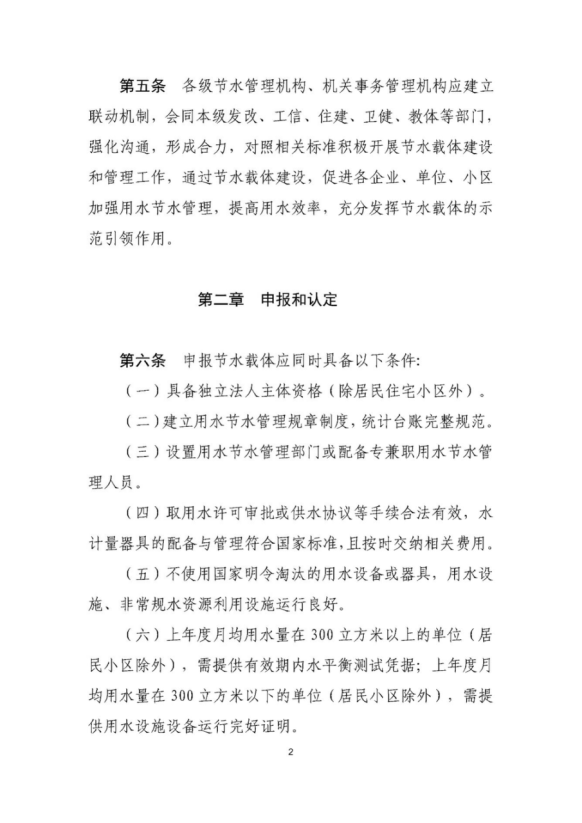 第五条 各级节水管理机构、机关事务管理机构应建立
联动机制，会同本级发改、工信、住建、卫健、教体等部门，
强化沟通，形成合力，对照相关标准积极开展节水载体建设
和管理工作，通过节水载体建设，促进各企业、单位、小区
加强用水节水管理，提高用水效率，充分发挥节水载体的示
范引领作用。
第二章 申报和认定
第六条 申报节水载体应同时具备以下条件：
（一）具备独立法人主体资格（除居民住宅小区外）。
（二）建立用水节水管理规章制度，统计台账完整规范。
（三）设置用水节水管理部门或配备专兼职用水节水管
理人员。
（四）取用水许可审批或供水协议等手续合法有效，水
计量器具的配备与管理符合国家标准，且按时交纳相关费用。
（五）不使用国家明令淘汰的用水设备或器具，用水设
施、非常规水资源利用设施运行良好。
（六）上年度月均用水量在 300 立方米以上的单位（居
民小区除外），需提供有效期内水平衡测试凭据；上年度月
均用水量在 300 立方米以下的单位（居民小区除外），需提
供用水设施设备运行完好证明。
2